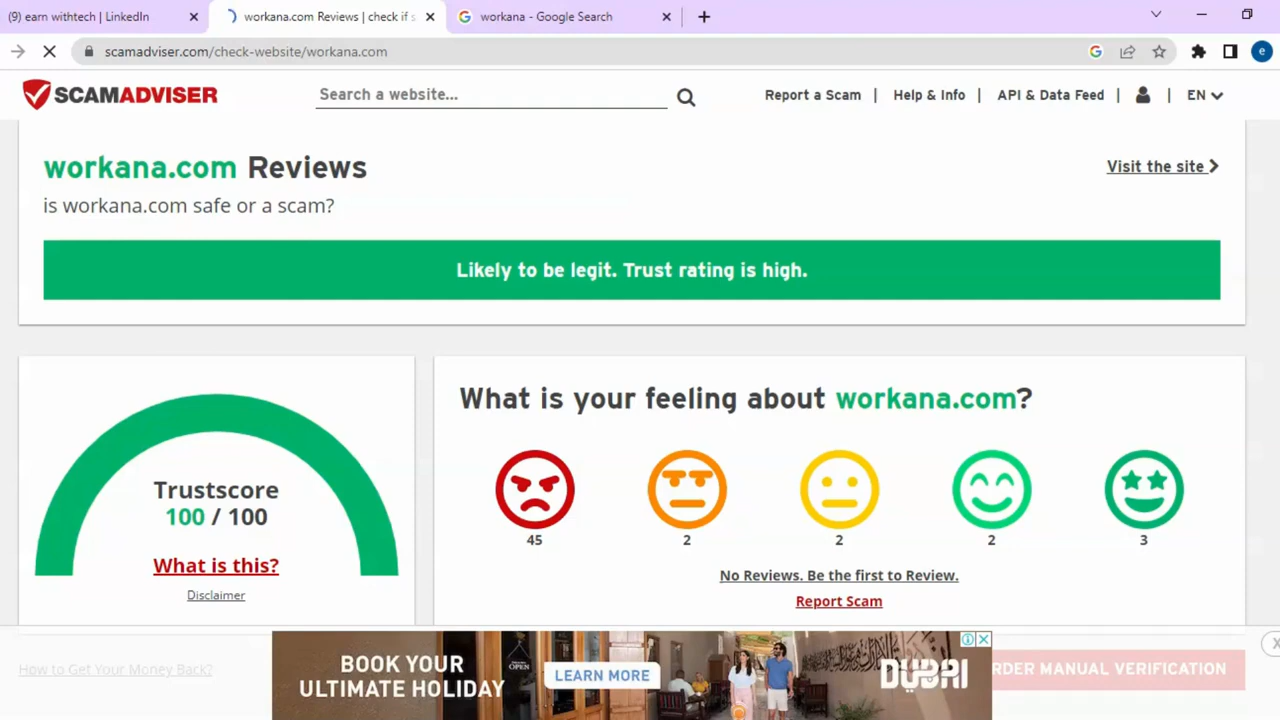 (9) earn withtech | LinkedIn
workana.com Reviews | check if s
workana - Google Search
scamadviser.com/check-website/workana.com
e
SCAMADVISER
Search a website...
Report a Scam |
Help & Info |
API & Data Feed |
|
EN
workana.com Reviews
Visit the site
is workana.com safe or a scam?
Likely to be legit. Trust rating is high.
What is your feeling about workana.com?
Trustscore
100 / 100
What is this?
Disclaimer
45
2
2
2
3
No Reviews. Be the first to Review.
Report Scam
How to Get Your Money Back?
BOOK YOUR
ULTIMATE HOLIDAY
OPEN
LEARN MORE
DUBAI
RDER MANUAL VERIFICATION